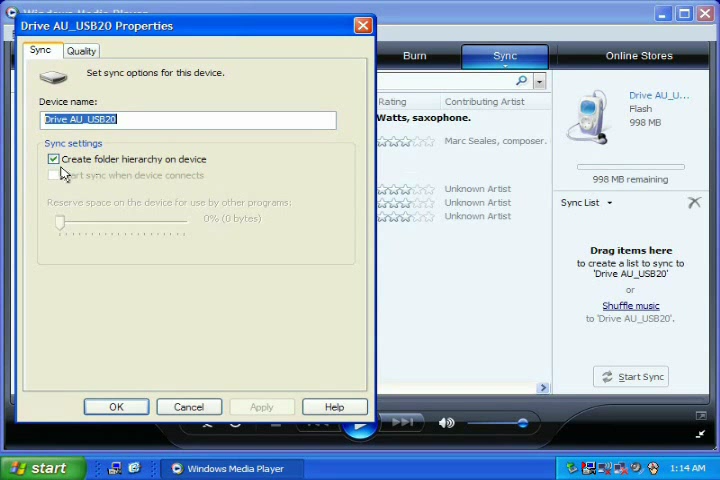 Drive AU_USB20 Properties
Sync
Quality
Set sync options for this device.
Device name:
Drive AU_USB20
Sync settings
Create folder hierarchy on device
sync when device connects
Reserve space on the device for use by other programs:
0% (0 bytes)
OK
Cancel
Apply
Help
Burn
Sync
Online Stores
Rating
Contributing Artist
Watts, saxophone.
Marc Seales, composer.
Unknown Artist
Unknown Artist
Unknown Artist
Drive AU_U...
Flash
998 MB
998 MB remaining
Sync List
Drag items here
to create a list to sync to
'Drive AU_USB20'
or
Shuffle music
to 'Drive AU_USB20'.
Start Sync
start
Windows Media Player
1:14 AM